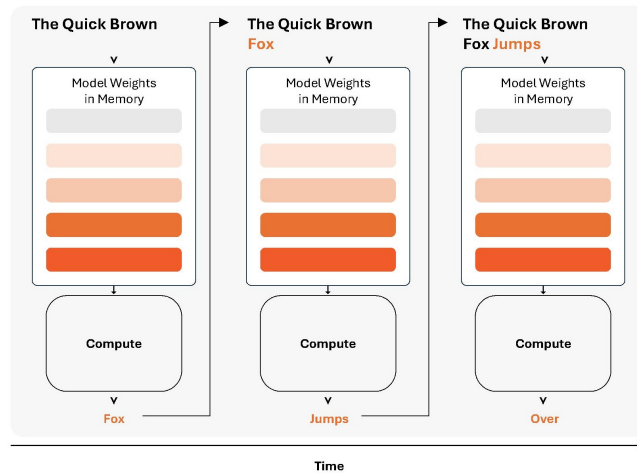 The Quick Brown
Model Weights
in Memory
Compute
Fox
The Quick Brown
Fox
Model Weights
in Memory
Compute
Jumps
The Quick Brown
Fox Jumps
Model Weights
in Memory
Compute
Over
Time